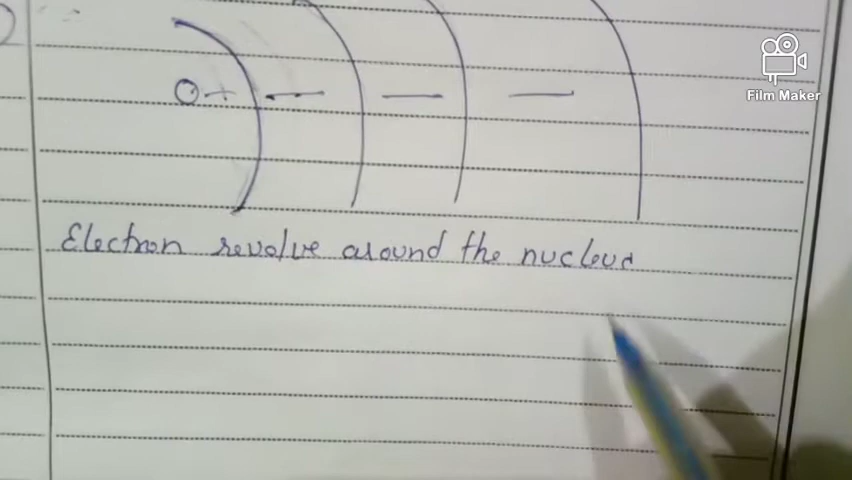 Film Maker
+ - - -
Electron revolve around the nucleus